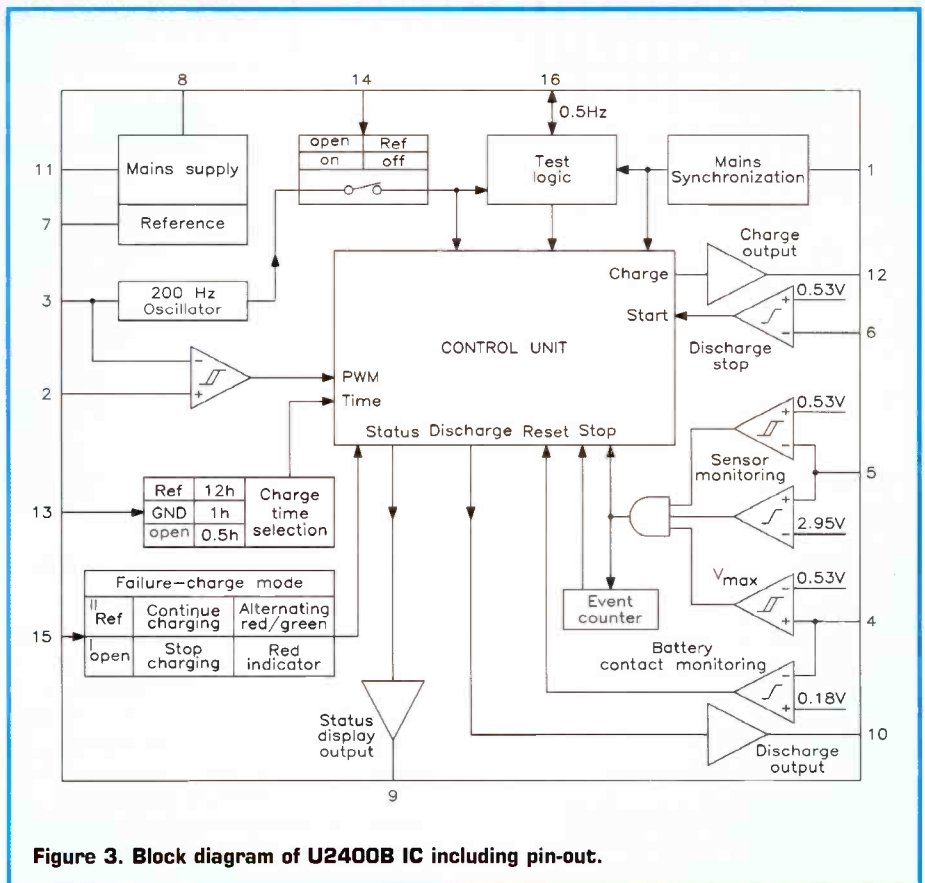 8
14
16
0.5Hz
11
Mains supply
Reference
7
open Ref
on off
Test
logic
Mains
Synchronization
1
3
200 Hz
Oscillator
Charge
output
12
Charge
0.53V
+
-
6
Start
Discharge
stop
CONTROL UNIT
2
-
+
PWM
Time
Status Discharge Reset Stop
0.53V
+
-
Sensor
monitoring
5
+
-
2.95V
13
Ref 12h
GND 1h
open 0.5h
Charge
time
selection
Failure-charge mode
II
Ref
Continue
charging
Alternating
red/green
15
I
open
Stop
charging
Red
indicator
Event
counter
Vmax
0.53V
-
+
4
Battery
contact monitoring
-
+
0.18V
Status
display
output
10
Discharge
output
9
Figure 3. Block diagram of U2400B IC including pin-out.